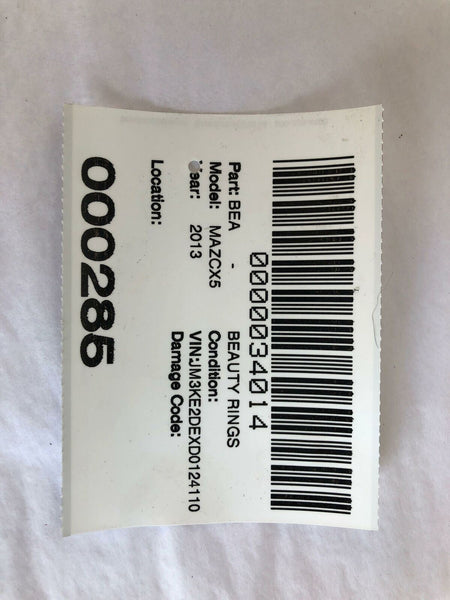 0000034014
Part: BEA - BEAUTY RINGS
Model: MAZCX5 Condition:
Year: 2013 VIN:JM3KE2DEXD0124110
Damage Code:
Location:
000285